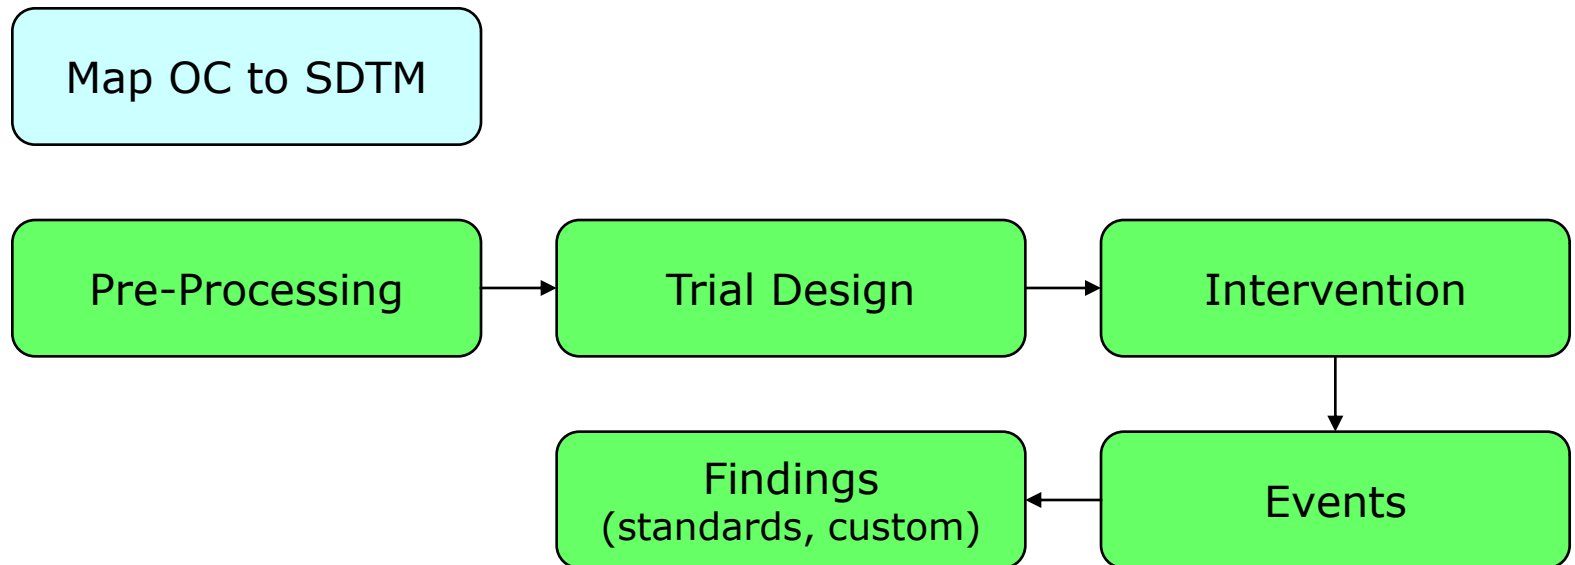 Map OC to SDTM
Pre-Processing
Trial Design
Intervention
Findings
(standards, custom)
Events